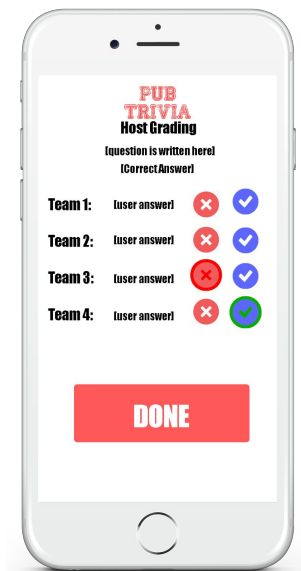 PUB
TRIVIA
Host Grading
[question is written here]
[Correct Answer]
Team 1: [user answer]
Team 2: [user answer]
Team 3: [user answer]
Team 4: [user answer]
DONE